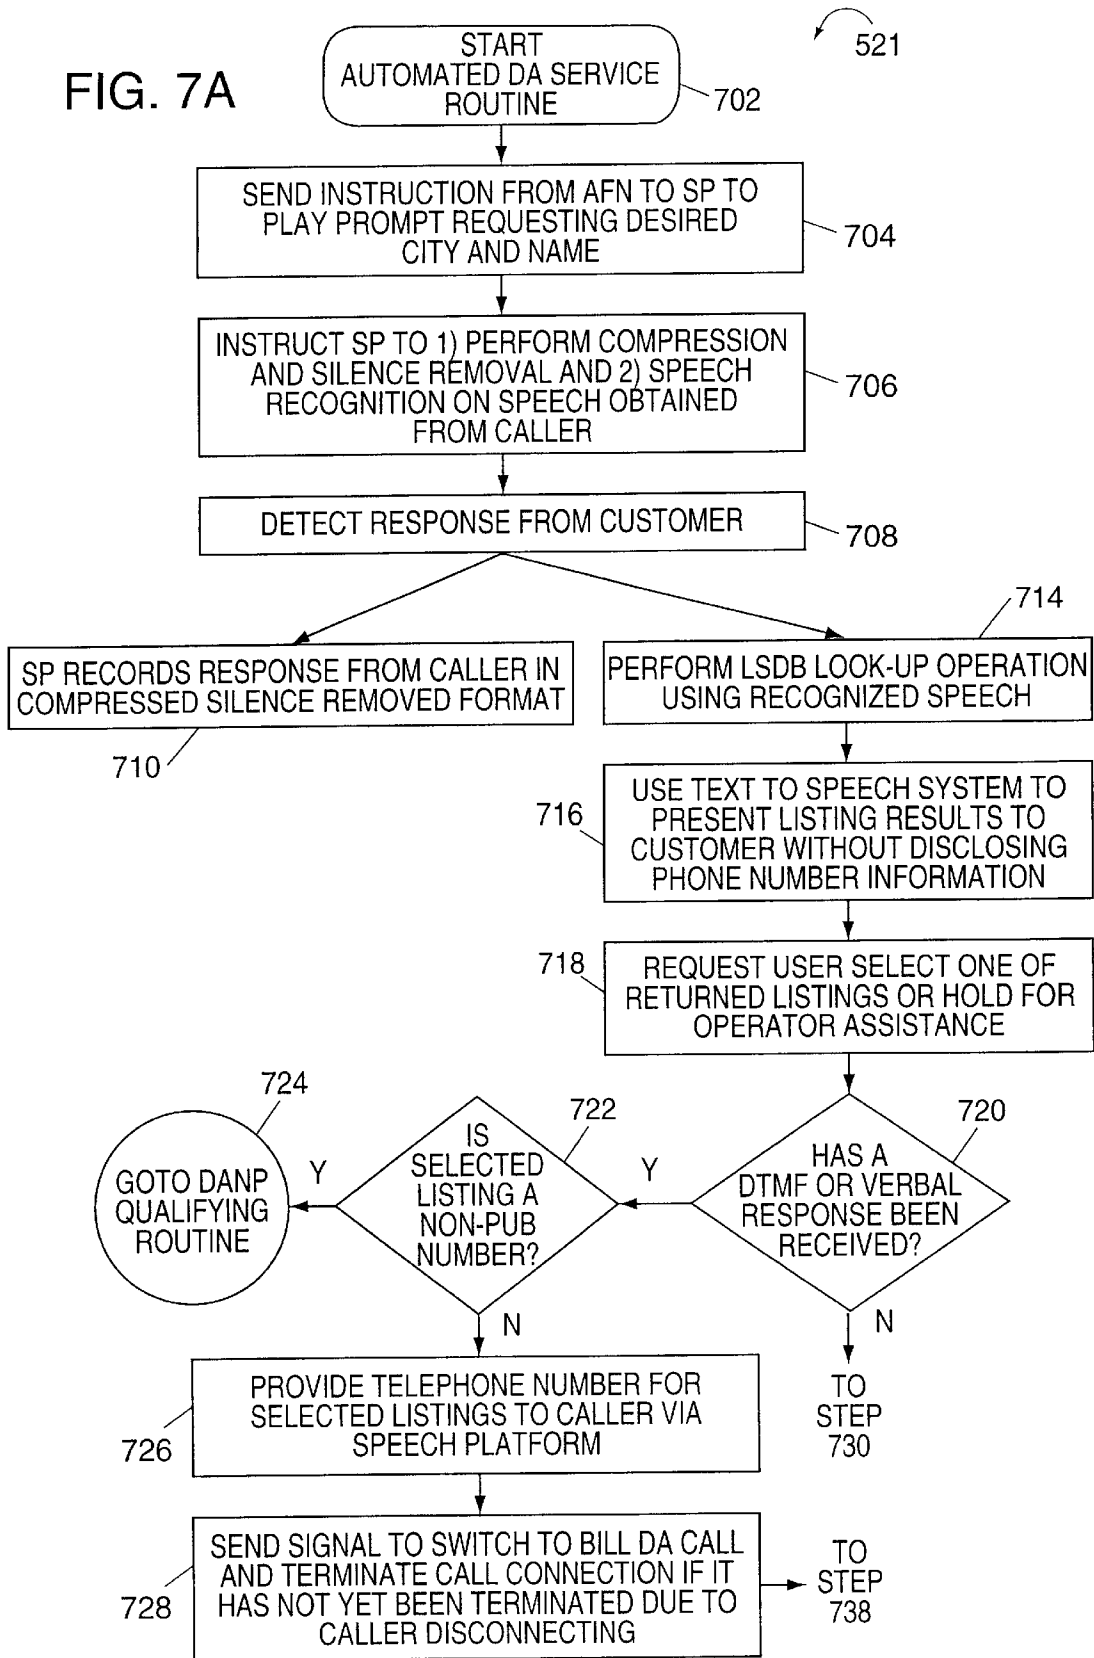 FIG. 7A
521
START
AUTOMATED DA SERVICE
ROUTINE
702
SEND INSTRUCTION FROM AFN TO SP TO
PLAY PROMPT REQUESTING DESIRED
CITY AND NAME
704
INSTRUCT SP TO 1) PERFORM COMPRESSION
AND SILENCE REMOVAL AND 2) SPEECH
RECOGNITION ON SPEECH OBTAINED
FROM CALLER
706
DETECT RESPONSE FROM CUSTOMER
708
SP RECORDS RESPONSE FROM CALLER IN
COMPRESSED SILENCE REMOVED FORMAT
710
714
PERFORM LSDB LOOK-UP OPERATION
USING RECOGNIZED SPEECH
716
USE TEXT TO SPEECH SYSTEM TO
PRESENT LISTING RESULTS TO
CUSTOMER WITHOUT DISCLOSING
PHONE NUMBER INFORMATION
718
REQUEST USER SELECT ONE OF
RETURNED LISTINGS OR HOLD FOR
OPERATOR ASSISTANCE
720
HAS A
DTMF OR VERBAL
RESPONSE BEEN
RECEIVED?
Y
N
TO
STEP
730
722
IS
SELECTED
LISTING A
NON-PUB
NUMBER?
Y
N
724
GOTO DANP
QUALIFYING
ROUTINE
PROVIDE TELEPHONE NUMBER FOR
SELECTED LISTINGS TO CALLER VIA
SPEECH PLATFORM
726
SEND SIGNAL TO SWITCH TO BILL DA CALL
AND TERMINATE CALL CONNECTION IF IT
HAS NOT YET BEEN TERMINATED DUE TO
CALLER DISCONNECTING
728
TO
STEP
738